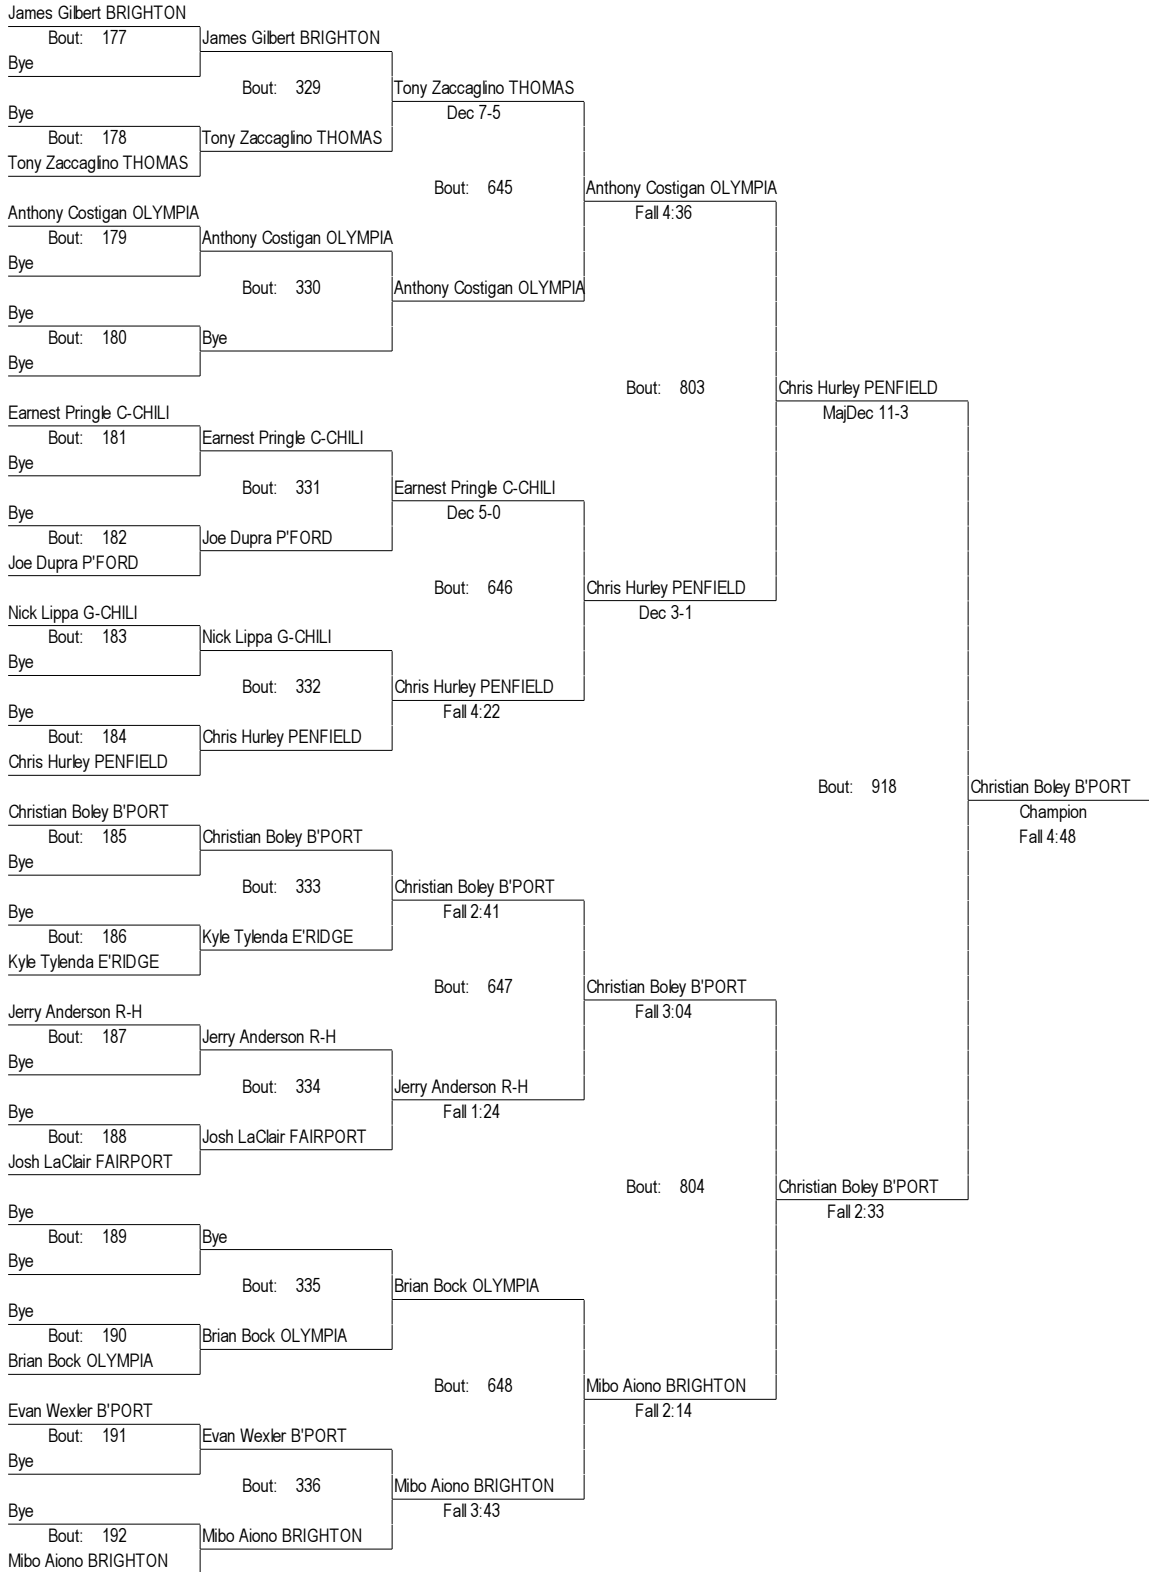 James Gilbert BRIGHTON
Bout: 177
James Gilbert BRIGHTON
Bye
Bout: 329
Tony Zaccaglino THOMAS
Bye
Dec 7-5
Bout: 178
Tony Zaccaglino THOMAS
Tony Zaccaglino THOMAS
Bout: 645
Anthony Costigan OLYMPIA
Anthony Costigan OLYMPIA
Fall 4:36
Bout: 179
Anthony Costigan OLYMPIA
Bye
Bout: 330
Anthony Costigan OLYMPIA
Bye
Bout: 180
Bye
Bye
Bout: 803
Chris Hurley PENFIELD
Earnest Pringle C-CHILI
MajDec 11-3
Bout: 181
Earnest Pringle C-CHILI
Bye
Bout: 331
Earnest Pringle C-CHILI
Bye
Dec 5-0
Bout: 182
Joe Dupra P'FORD
Joe Dupra P'FORD
Bout: 646
Chris Hurley PENFIELD
Nick Lippa G-CHILI
Dec 3-1
Bout: 183
Nick Lippa G-CHILI
Bye
Bout: 332
Chris Hurley PENFIELD
Bye
Fall 4:22
Bout: 184
Chris Hurley PENFIELD
Chris Hurley PENFIELD
Bout: 918
Christian Boley B'PORT
Christian Boley B'PORT
Champion
Bout: 185
Christian Boley B'PORT
Fall 4:48
Bye
Bout: 333
Christian Boley B'PORT
Bye
Fall 2:41
Bout: 186
Kyle Tylenda E'RIDGE
Kyle Tylenda E'RIDGE
Bout: 647
Christian Boley B'PORT
Jerry Anderson R-H
Fall 3:04
Bout: 187
Jerry Anderson R-H
Bye
Bout: 334
Jerry Anderson R-H
Bye
Fall 1:24
Bout: 188
Josh LaClair FAIRPORT
Josh LaClair FAIRPORT
Bout: 804
Christian Boley B'PORT
Bye
Fall 2:33
Bout: 189
Bye
Bye
Bout: 335
Brian Bock OLYMPIA
Bye
Bout: 190
Brian Bock OLYMPIA
Brian Bock OLYMPIA
Bout: 648
Mibo Aiono BRIGHTON
Evan Wexler B'PORT
Fall 2:14
Bout: 191
Evan Wexler B'PORT
Bye
Bout: 336
Mibo Aiono BRIGHTON
Bye
Fall 3:43
Bout: 192
Mibo Aiono BRIGHTON
Mibo Aiono BRIGHTON